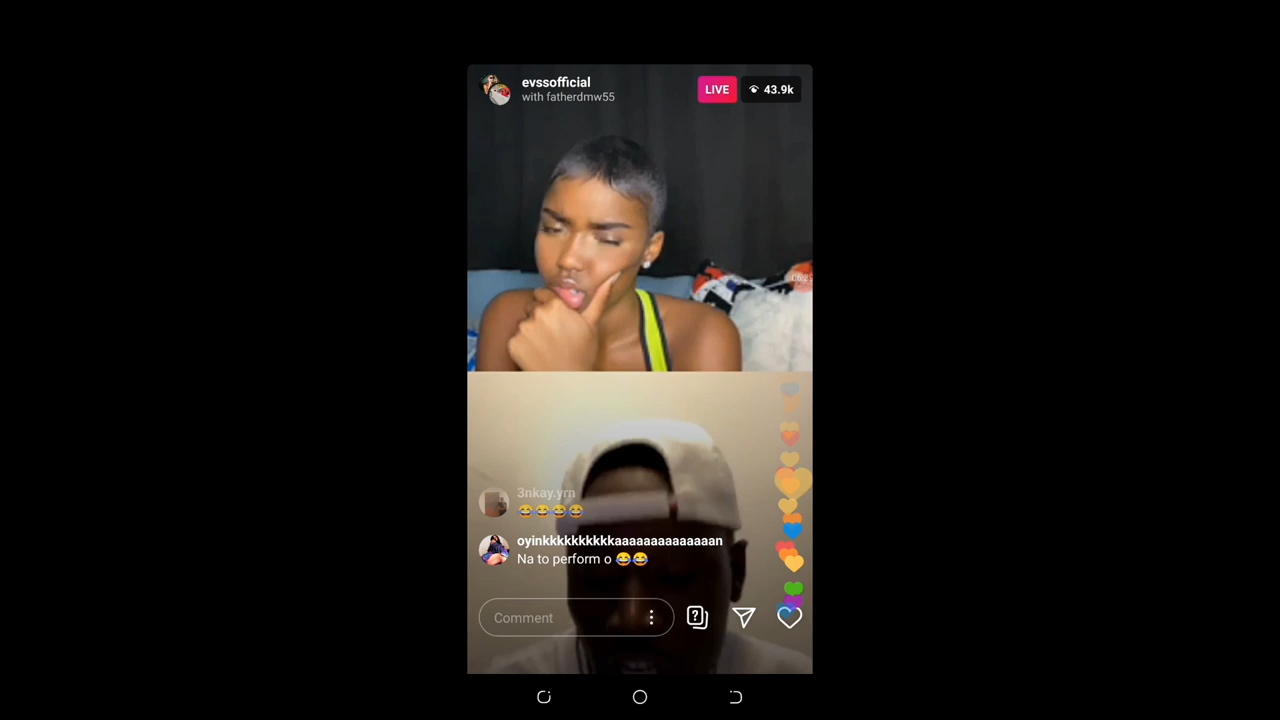 evssofficial
with fatherdmw55
LIVE
43.9k
3nkay.yrn
😂😂😂😂
oyinkkkkkkkkkkaaaaaaaaaaaaaan
Na to perform o 😂😂
Comment